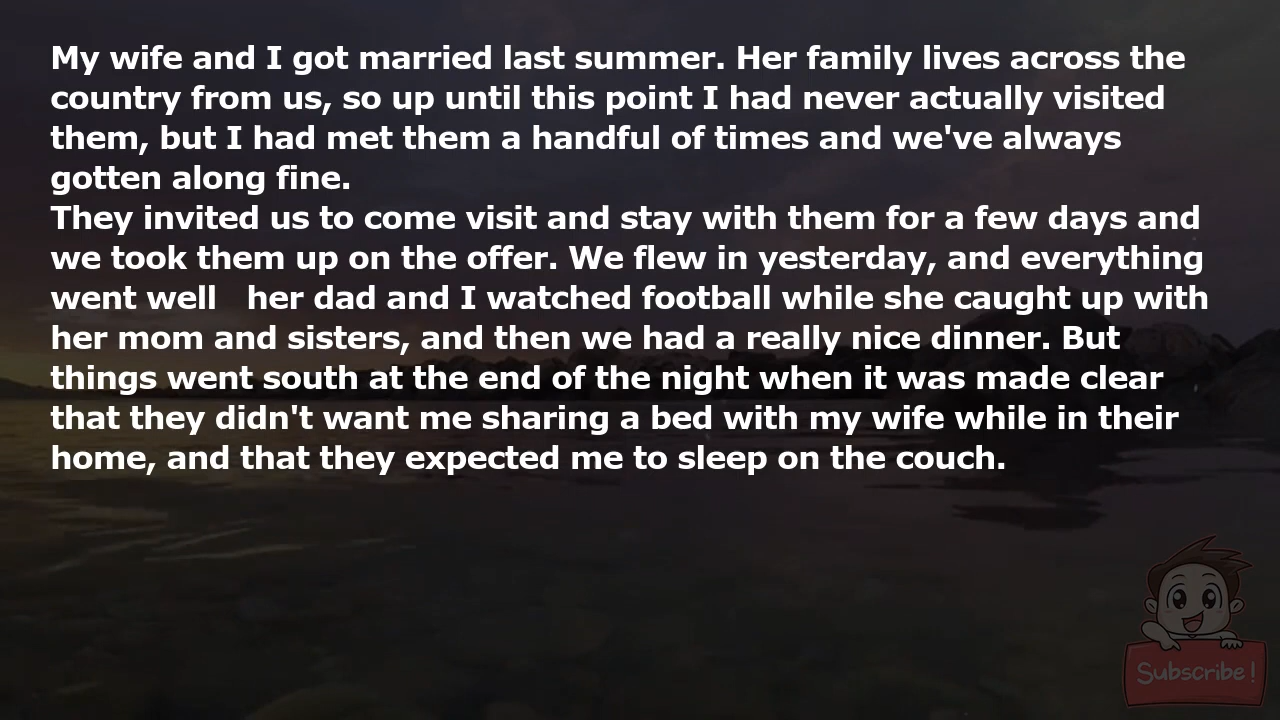 My wife and I got married last summer. Her family lives across the
country from us, so up until this point I had never actually visited
them, but I had met them a handful of times and we've always
gotten along fine.
They invited us to come visit and stay with them for a few days and
we took them up on the offer. We flew in yesterday, and everything
went well   her dad and I watched football while she caught up with
her mom and sisters, and then we had a really nice dinner. But
things went south at the end of the night when it was made clear
that they didn't want me sharing a bed with my wife while in their
home, and that they expected me to sleep on the couch.
Subscribe!